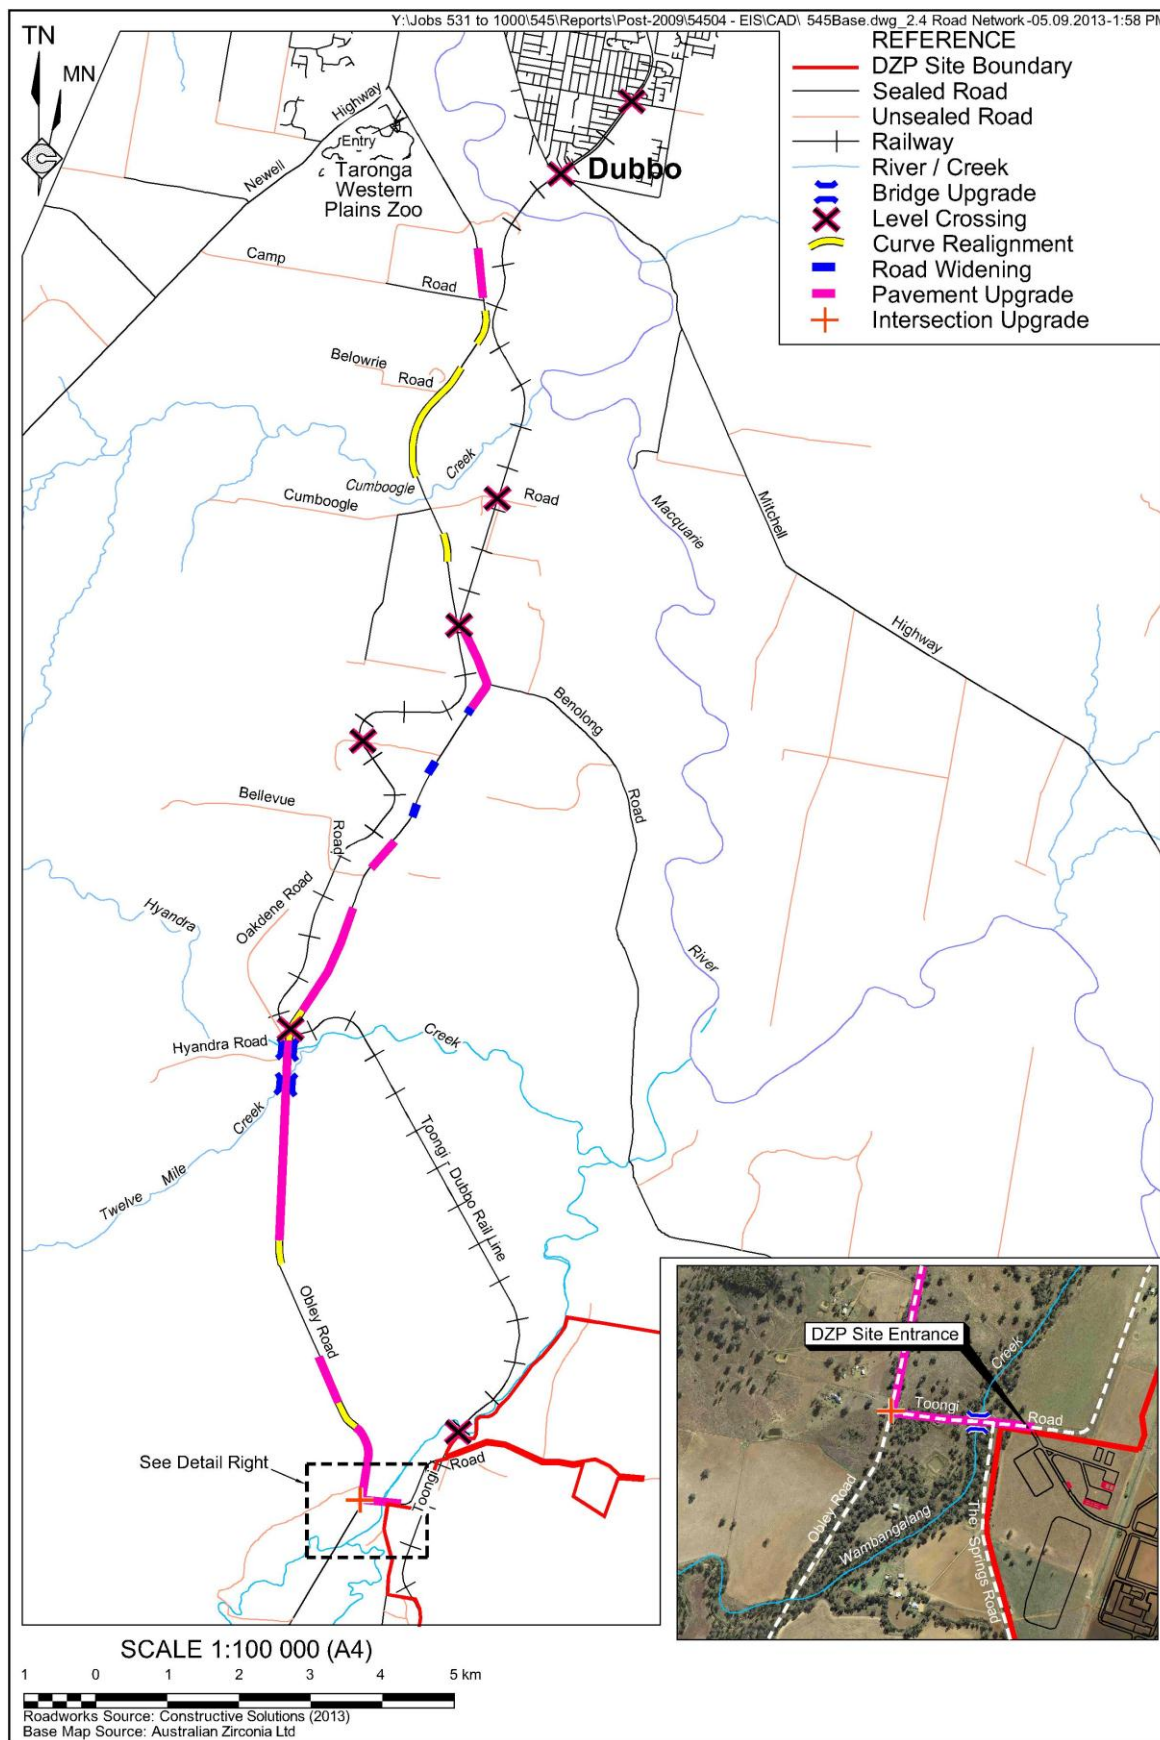 Y:\Jobs 531 to 1000\545\Reports\Post-2009\54504 - EIS\CAD\ 545Base.dwg_2.4 Road Network-05.09.2013-1:58 PM
TN
MN
REFERENCE
DZP Site Boundary
Sealed Road
Unsealed Road
Railway
River / Creek
Bridge Upgrade
Level Crossing
Curve Realignment
Road Widening
Pavement Upgrade
Intersection Upgrade
Newell Highway
Entry
Taronga
Western
Plains Zoo
Dubbo
Camp Road
Belowrie
Road
Cumboogle Creek
Cumboogle Road
Macquarie River
Mitchell Highway
Benolong Road
Bellevue Road
Oakdene Road
Hyandra Creek
Hyandra Road
Twelve Mile Creek
Toongi - Dubbo Rail Line
Obley Road
See Detail Right
Toongi Road
DZP Site Entrance
Creek
Toongi Road
Obley Road
Wambangalang
The Springs Road
SCALE 1:100 000 (A4)
1 0 1 2 3 4 5 km
Roadworks Source: Constructive Solutions (2013)
Base Map Source: Australian Zirconia Ltd